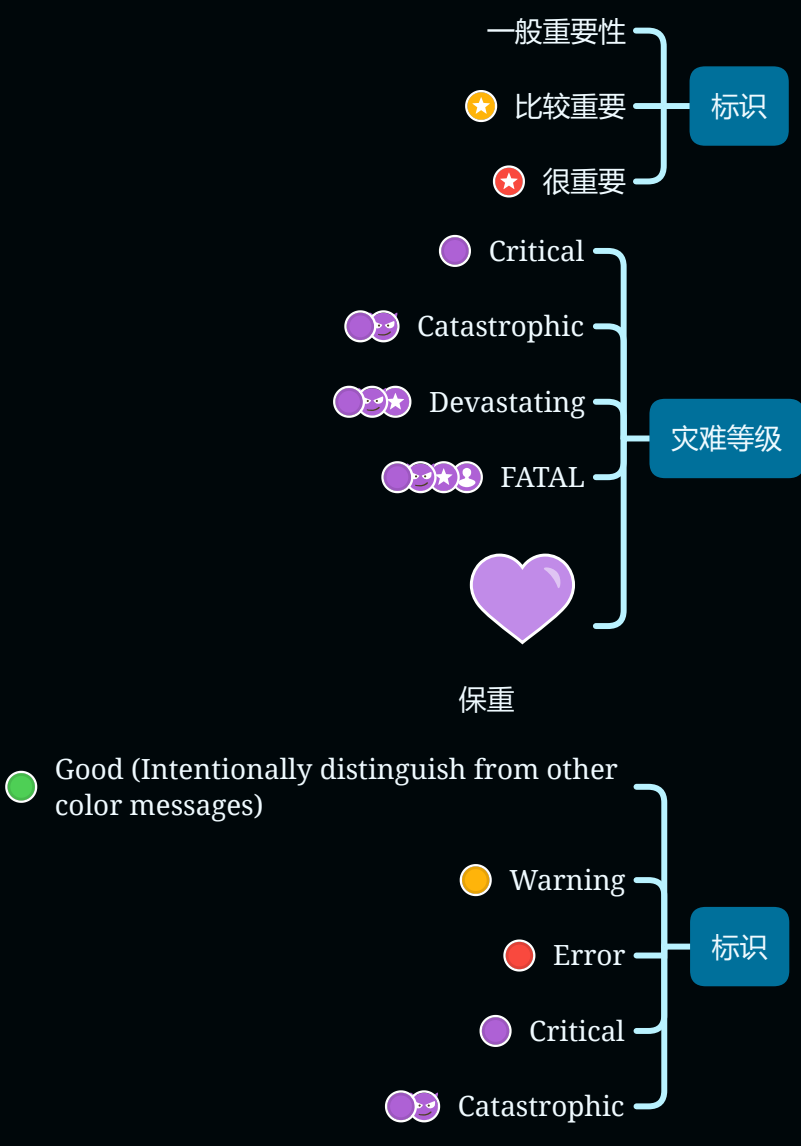 一般重要性
比较重要
很重要
标识
Critical
Catastrophic
Devastating
FATAL
保重
灾难等级
Good (Intentionally distinguish from other
color messages)
Warning
Error
Critical
Catastrophic
标识